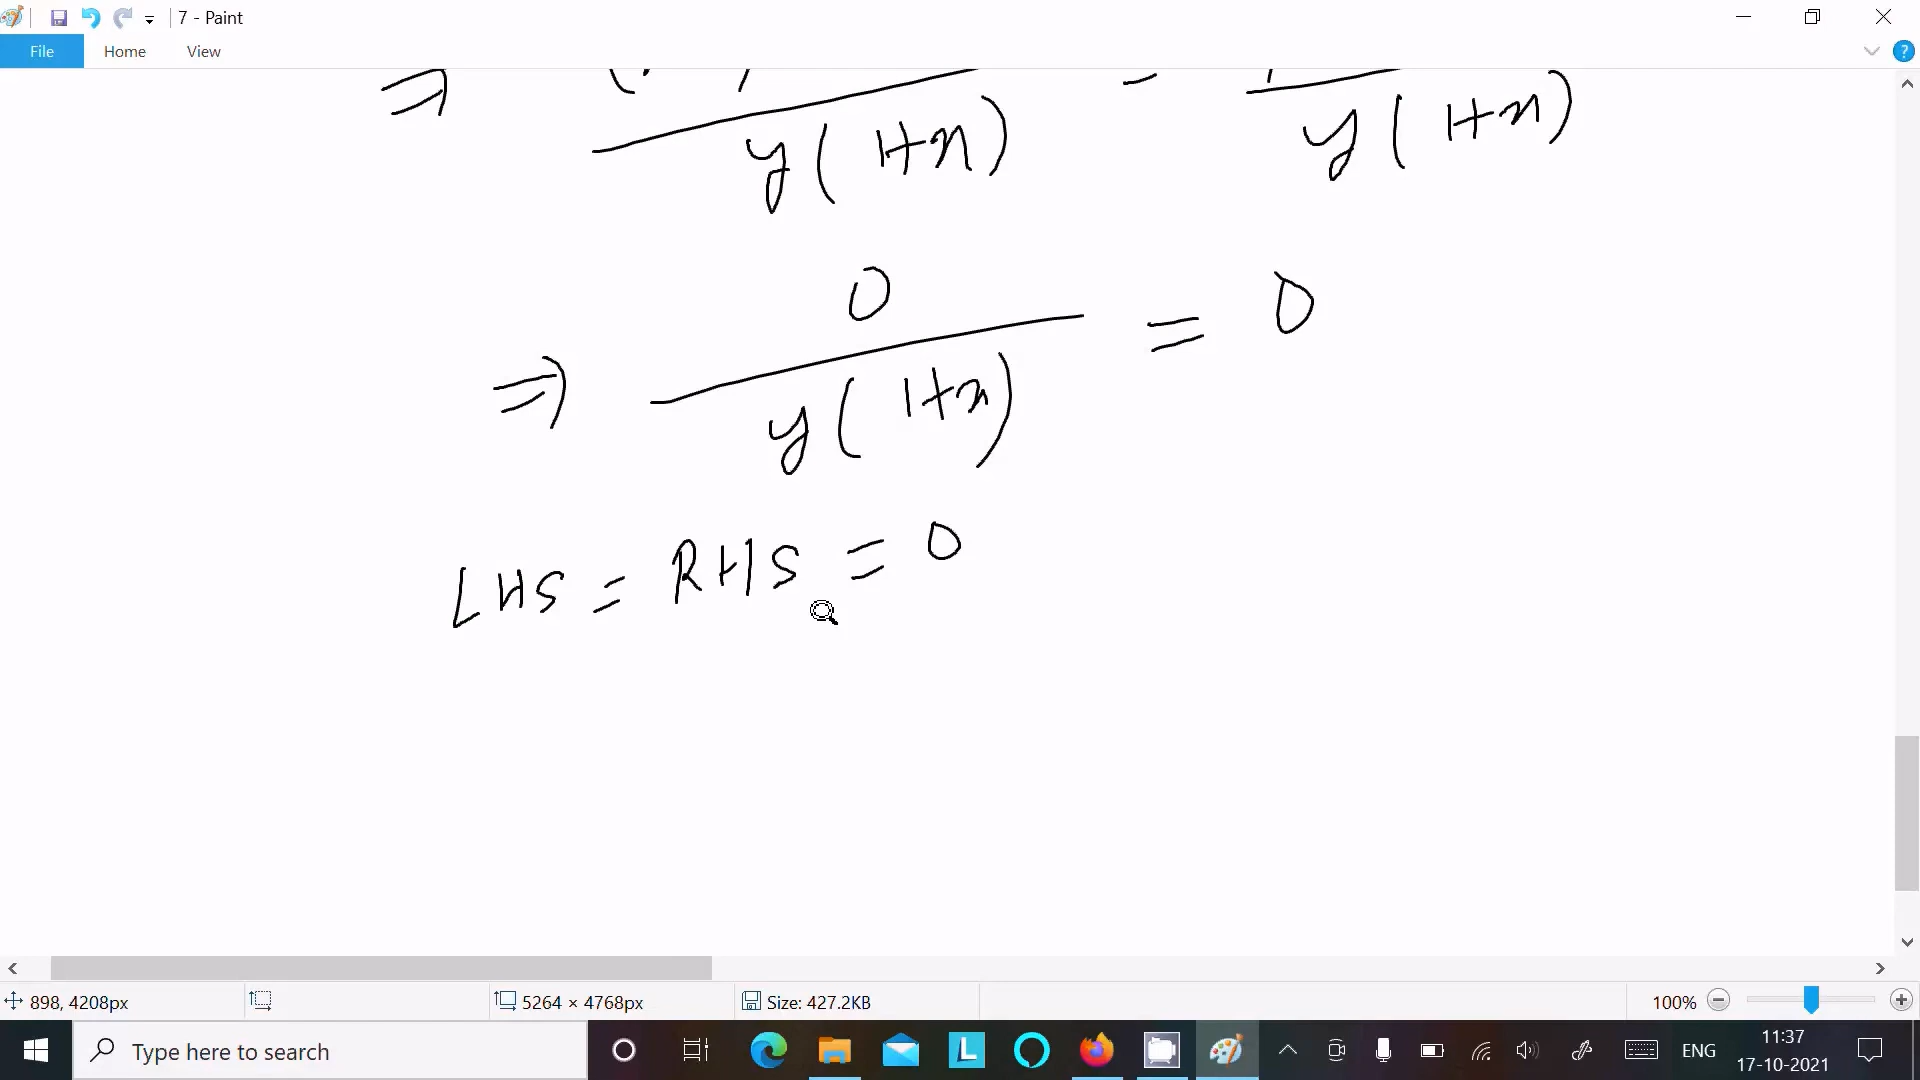 7 - Paint
File Home View
⇒ y(1+x) - y(1+x)
⇒ 0 / y(1+x) = 0
LHS = RHS = 0
898, 4208px 5264 × 4768px Size: 427.2KB 100%
Type here to search
ENG 11:37
17-10-2021